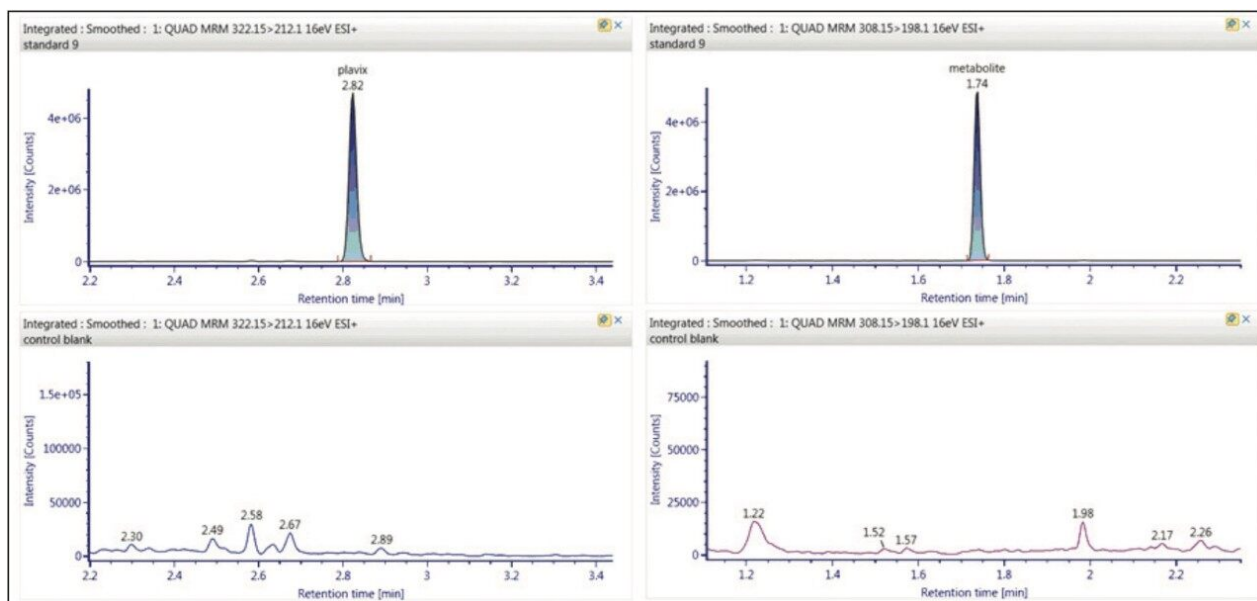 Integrated : Smoothed : 1: QUAD MRM 322.15>212.1 16eV ESI+
standard 9
plavix
2.82
4e+06
2e+06
0
Intensity [Counts]
2.2 2.4 2.6 2.8 3 3.2 3.4
Retention time [min]
Integrated : Smoothed : 1: QUAD MRM 308.15>198.1 16eV ESI+
standard 9
metabolite
1.74
4e+06
2e+06
0
Intensity [Counts]
1.2 1.4 1.6 1.8 2 2.2
Retention time [min]
Integrated : Smoothed : 1: QUAD MRM 322.15>212.1 16eV ESI+
control blank
1.5e+05
100000
50000
0
Intensity [Counts]
2.30 2.49 2.58 2.67 2.89
2.2 2.4 2.6 2.8 3 3.2 3.4
Retention time [min]
Integrated : Smoothed : 1: QUAD MRM 308.15>198.1 16eV ESI+
control blank
75000
50000
25000
0
Intensity [Counts]
1.22 1.52 1.57 1.98 2.17 2.26
1.2 1.4 1.6 1.8 2 2.2
Retention time [min]